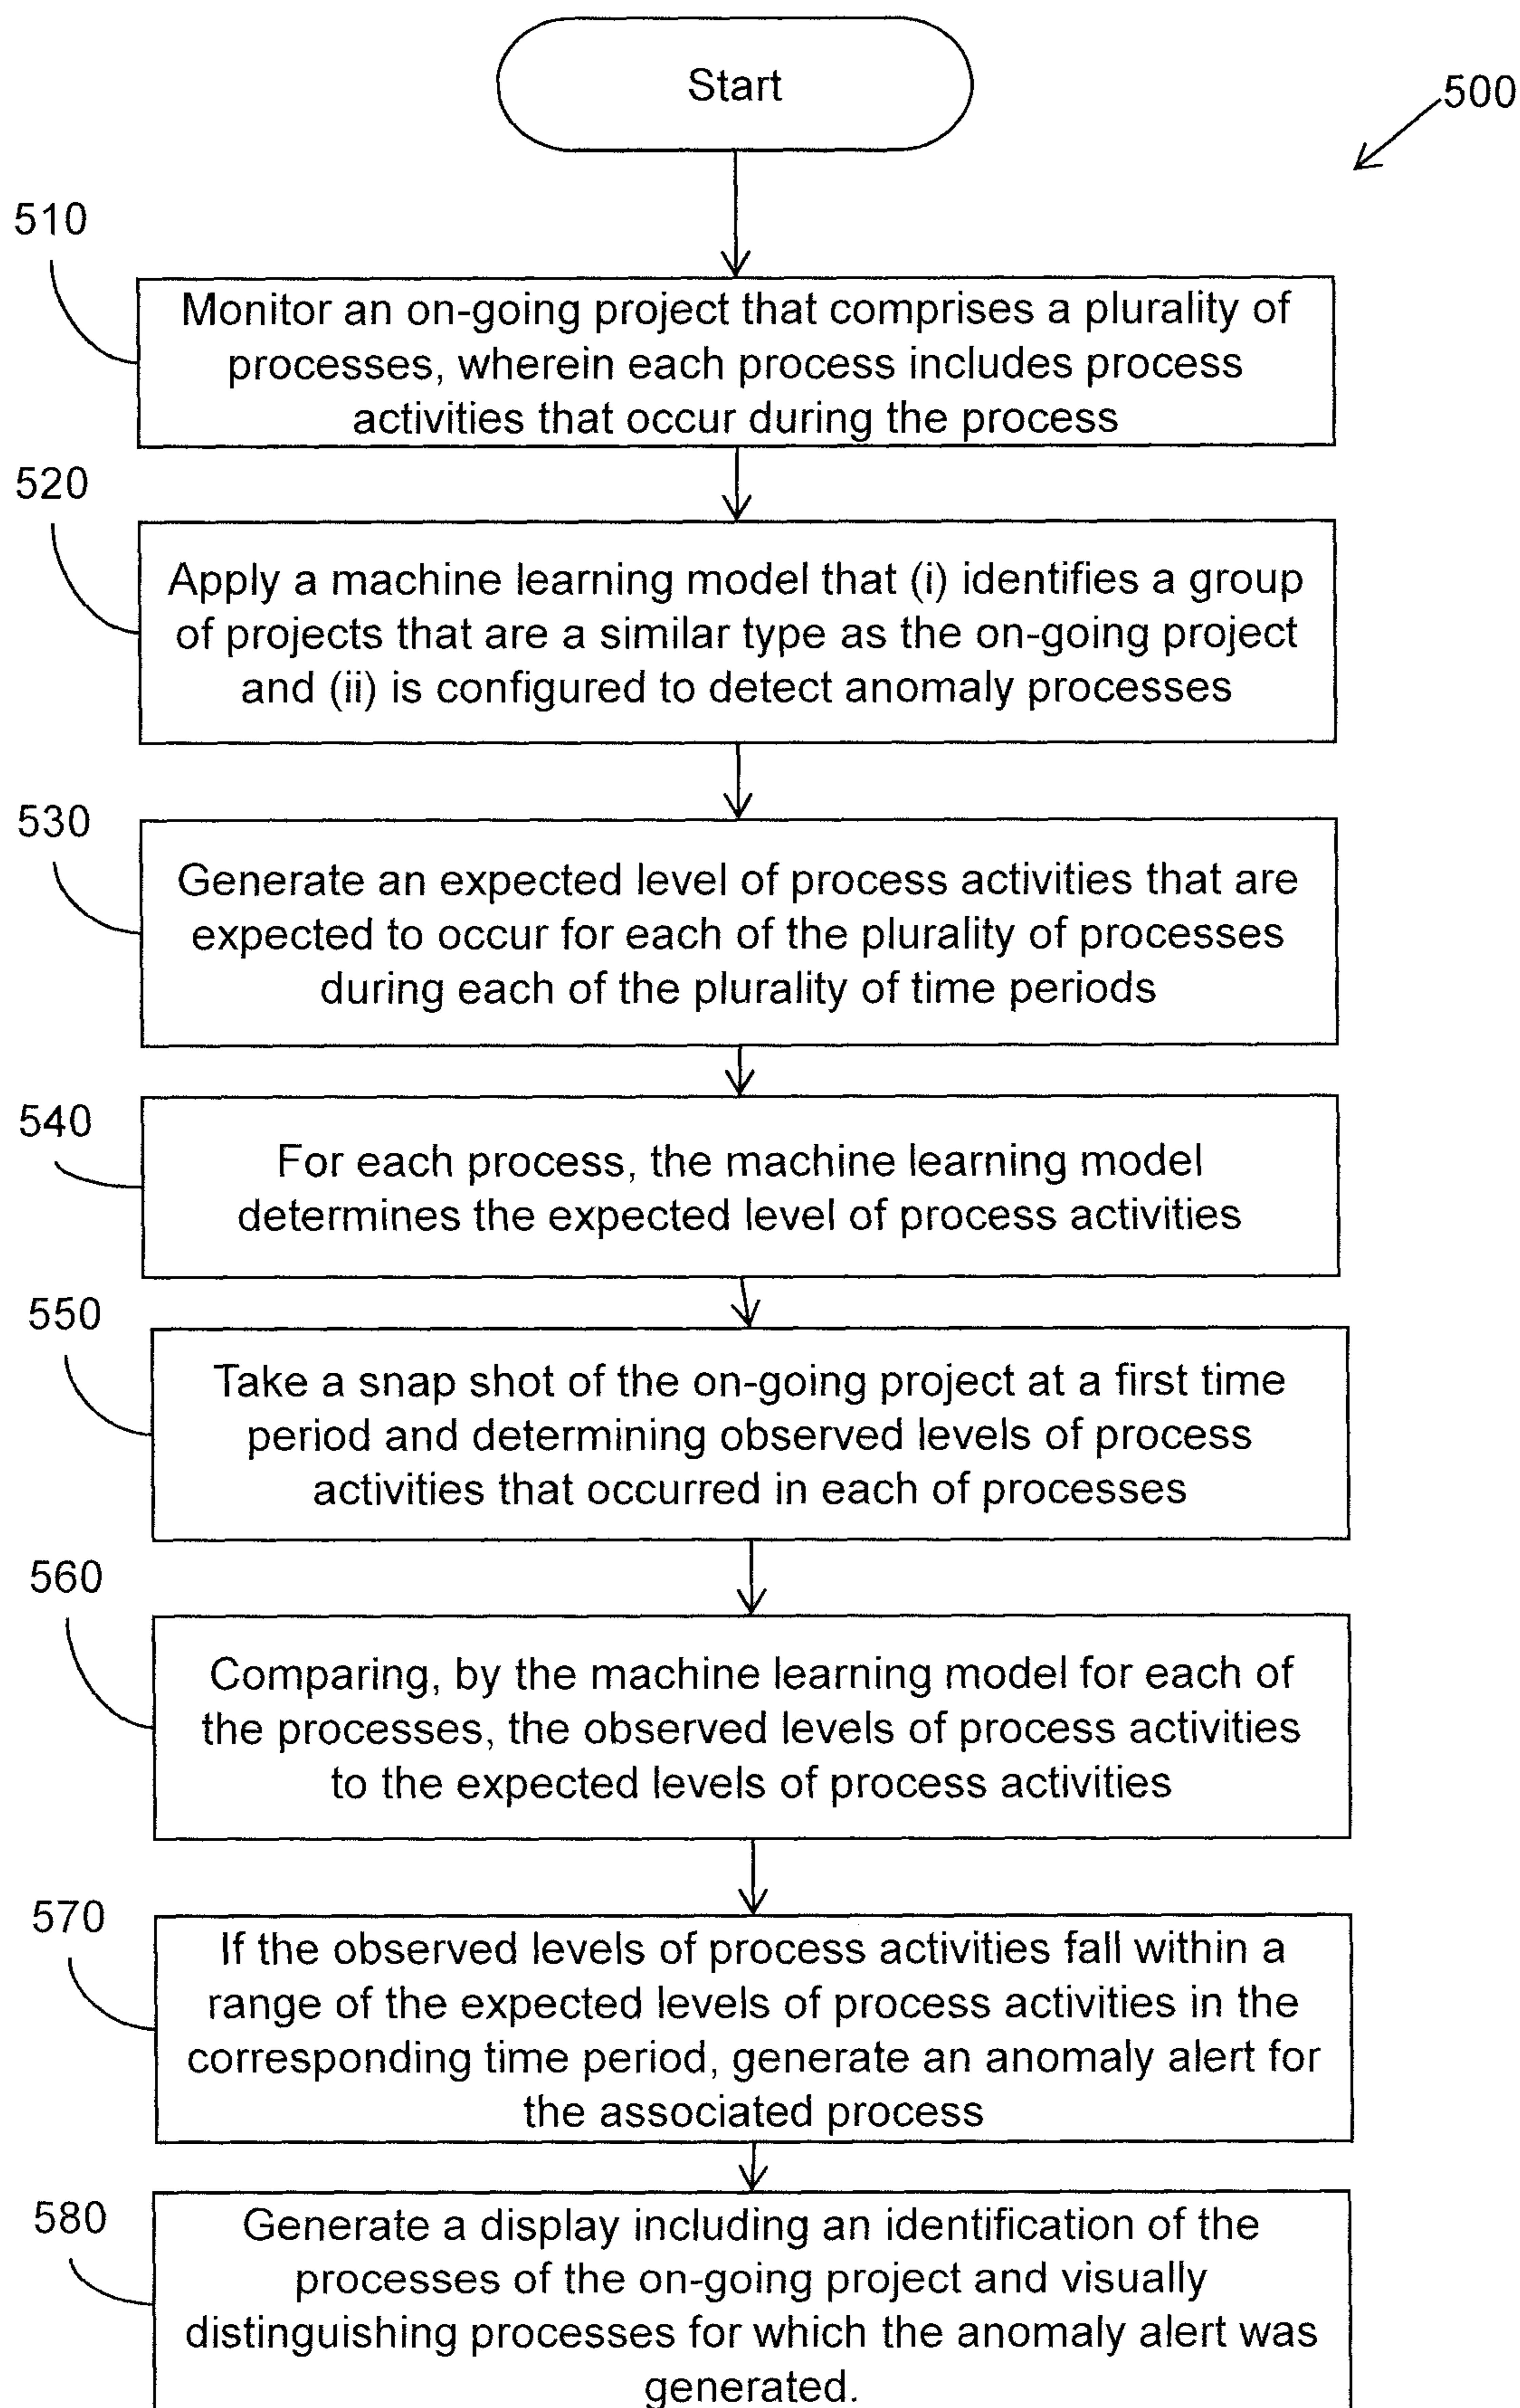 Start
500
510
Monitor an on-going project that comprises a plurality of
processes, wherein each process includes process
activities that occur during the process
520
Apply a machine learning model that (i) identifies a group
of projects that are a similar type as the on-going project
and (ii) is configured to detect anomaly processes
530
Generate an expected level of process activities that are
expected to occur for each of the plurality of processes
during each of the plurality of time periods
540
For each process, the machine learning model
determines the expected level of process activities
550
Take a snap shot of the on-going project at a first time
period and determining observed levels of process
activities that occurred in each of processes
560
Comparing, by the machine learning model for each of
the processes, the observed levels of process activities
to the expected levels of process activities
570
If the observed levels of process activities fall within a
range of the expected levels of process activities in the
corresponding time period, generate an anomaly alert for
the associated process
580
Generate a display including an identification of the
processes of the on-going project and visually
distinguishing processes for which the anomaly alert was
generated.